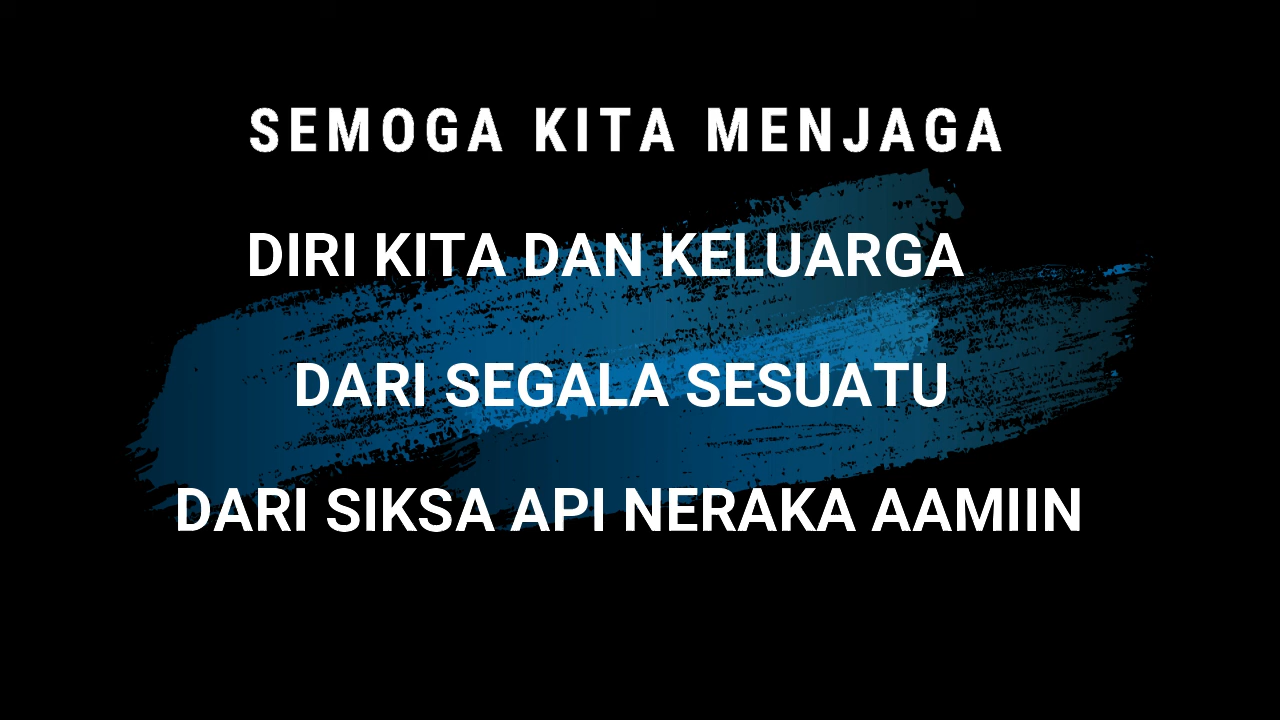 SEMOGA KITA MENJAGA
DIRI KITA DAN KELUARGA
DARI SEGALA SESUATU
DARI SIKSA API NERAKA AAMIIN